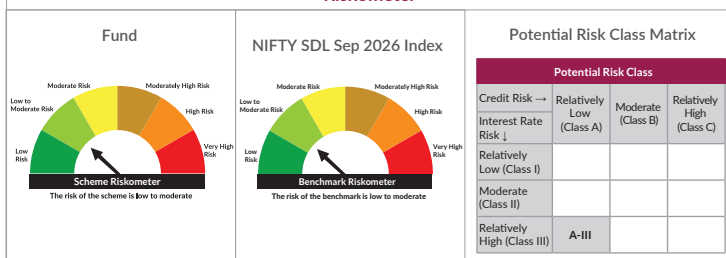 Riskometer
Fund
Moderate Risk
Moderately High Risk
Low to
Moderate Risk
High Risk
Low
Risk
Very High
Risk
Scheme Riskometer
The risk of the scheme is low to moderate
NIFTY SDL Sep 2026 Index
Moderate Risk
Moderately High Risk
Low to
Moderate Risk
High Risk
Low
Risk
Very High
Risk
Benchmark Riskometer
The risk of the benchmark is low to moderate
Potential Risk Class Matrix
Potential Risk Class
Credit Risk →
Relatively
Low
(Class A)
Moderate
(Class B)
Relatively
High
(Class C)
Interest Rate
Risk ↓
Relatively
Low (Class I)
Moderate
(Class II)
Relatively
High (Class III)
A-III